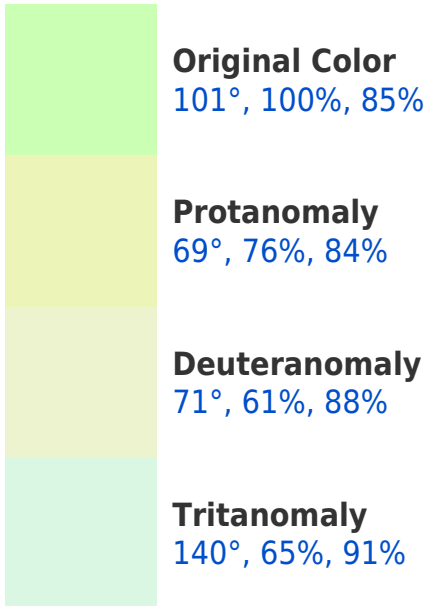 Original Color
101°, 100%, 85%
Protanomaly
69°, 76%, 84%
Deuteranomaly
71°, 61%, 88%
Tritanomaly
140°, 65%, 91%